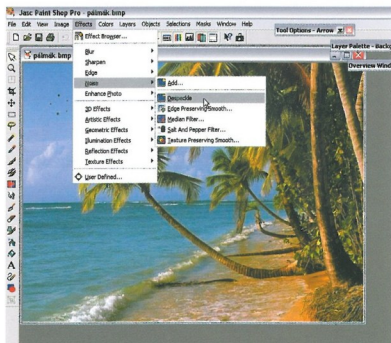 Jasc Paint Shop Pro - pálmák.bmp
File Edit View Image Effects Colors Layers Objects Selections Masks Window Help
Tool Options - Arrow
Layer Palette - Backg
Overview Wind
pálmák.bmp
Effect Browser...
Blur
Sharpen
Edge
Noise
Enhance Photo
3D Effects
Artistic Effects
Geometric Effects
Illumination Effects
Reflection Effects
Texture Effects
User Defined...
Add...
Despeckle
Edge Preserving Smooth...
Median Filter...
Salt And Pepper Filter...
Texture Preserving Smooth...